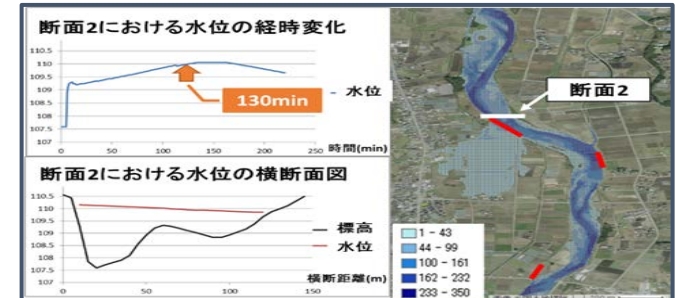 断面2における水位の経時変化
110.5
110
109.5
109
108.5
108
107.5
107
0 50 100 150 200 250
時間(min)
130min
水位
断面2における水位の横断面図
110.5
110
109.5
109
108.5
108
107.5
107
0 50 100 150
横断距離(m)
標高
水位
断面2
1 - 43
44 - 99
100 - 161
162 - 232
233 - 350